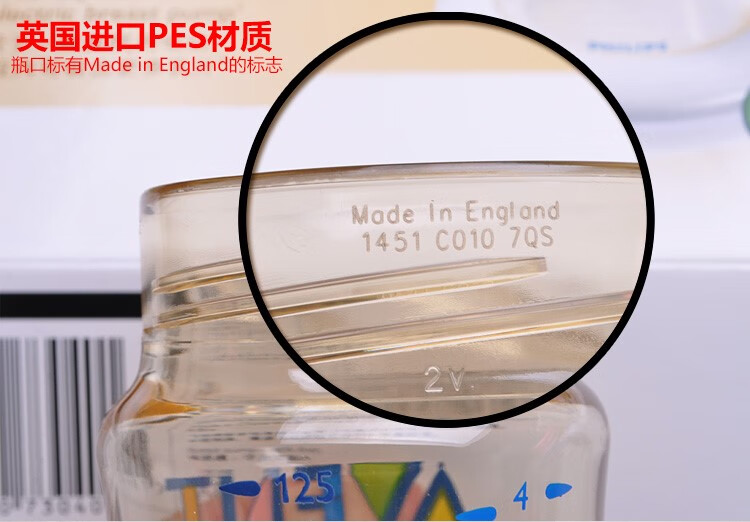 英国进口PES材质
瓶口标有Made in England的标志
PHILIPS
Made In England
1451 C010 7QS
2V.
125
4